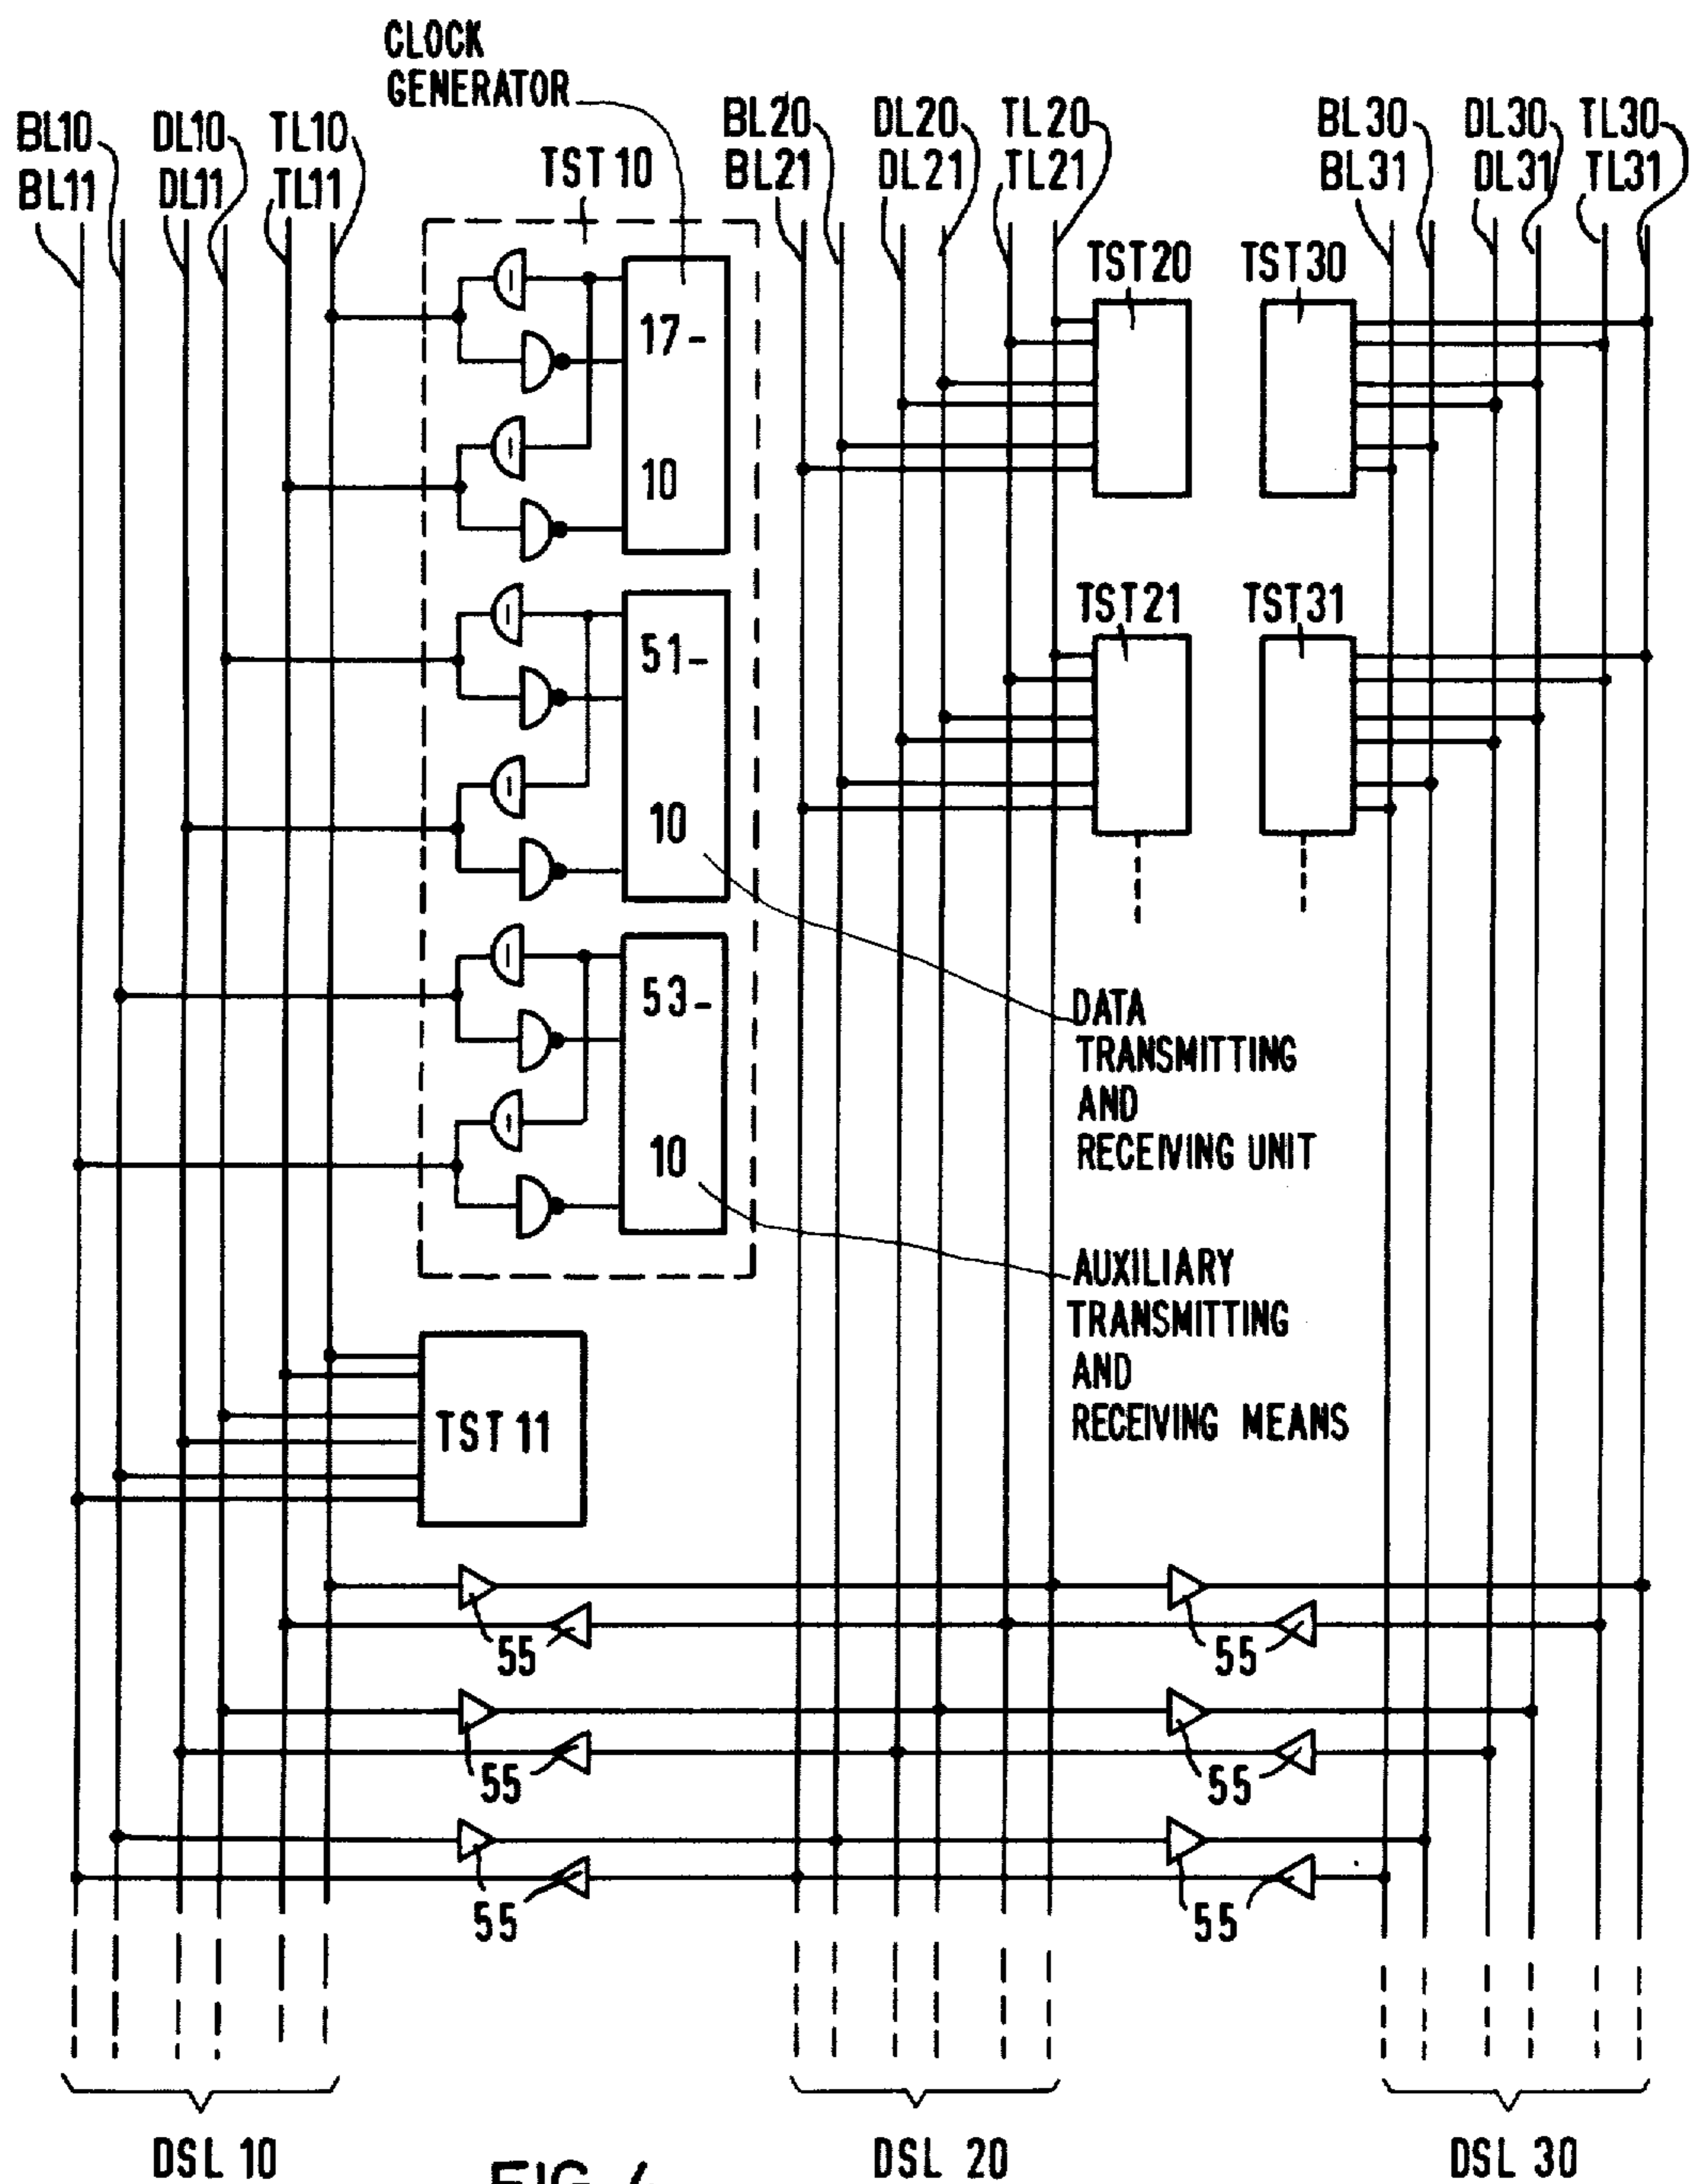 CLOCK
GENERATOR
BL10
BL11
DL10
DL11
TL10
TL11
TST 10
BL20
BL21
DL20
DL21
TL20
TL21
BL30
BL31
DL30
DL31
TL30
TL31
17-
10
TST20
TST30
51-
10
TST21
TST31
53-
10
DATA
TRANSMITTING
AND
RECEIVING UNIT
AUXILIARY
TRANSMITTING
AND
RECEIVING MEANS
TST 11
55
55
55
55
55
55
DSL 10
DSL 20
DSL 30
FIG. 4